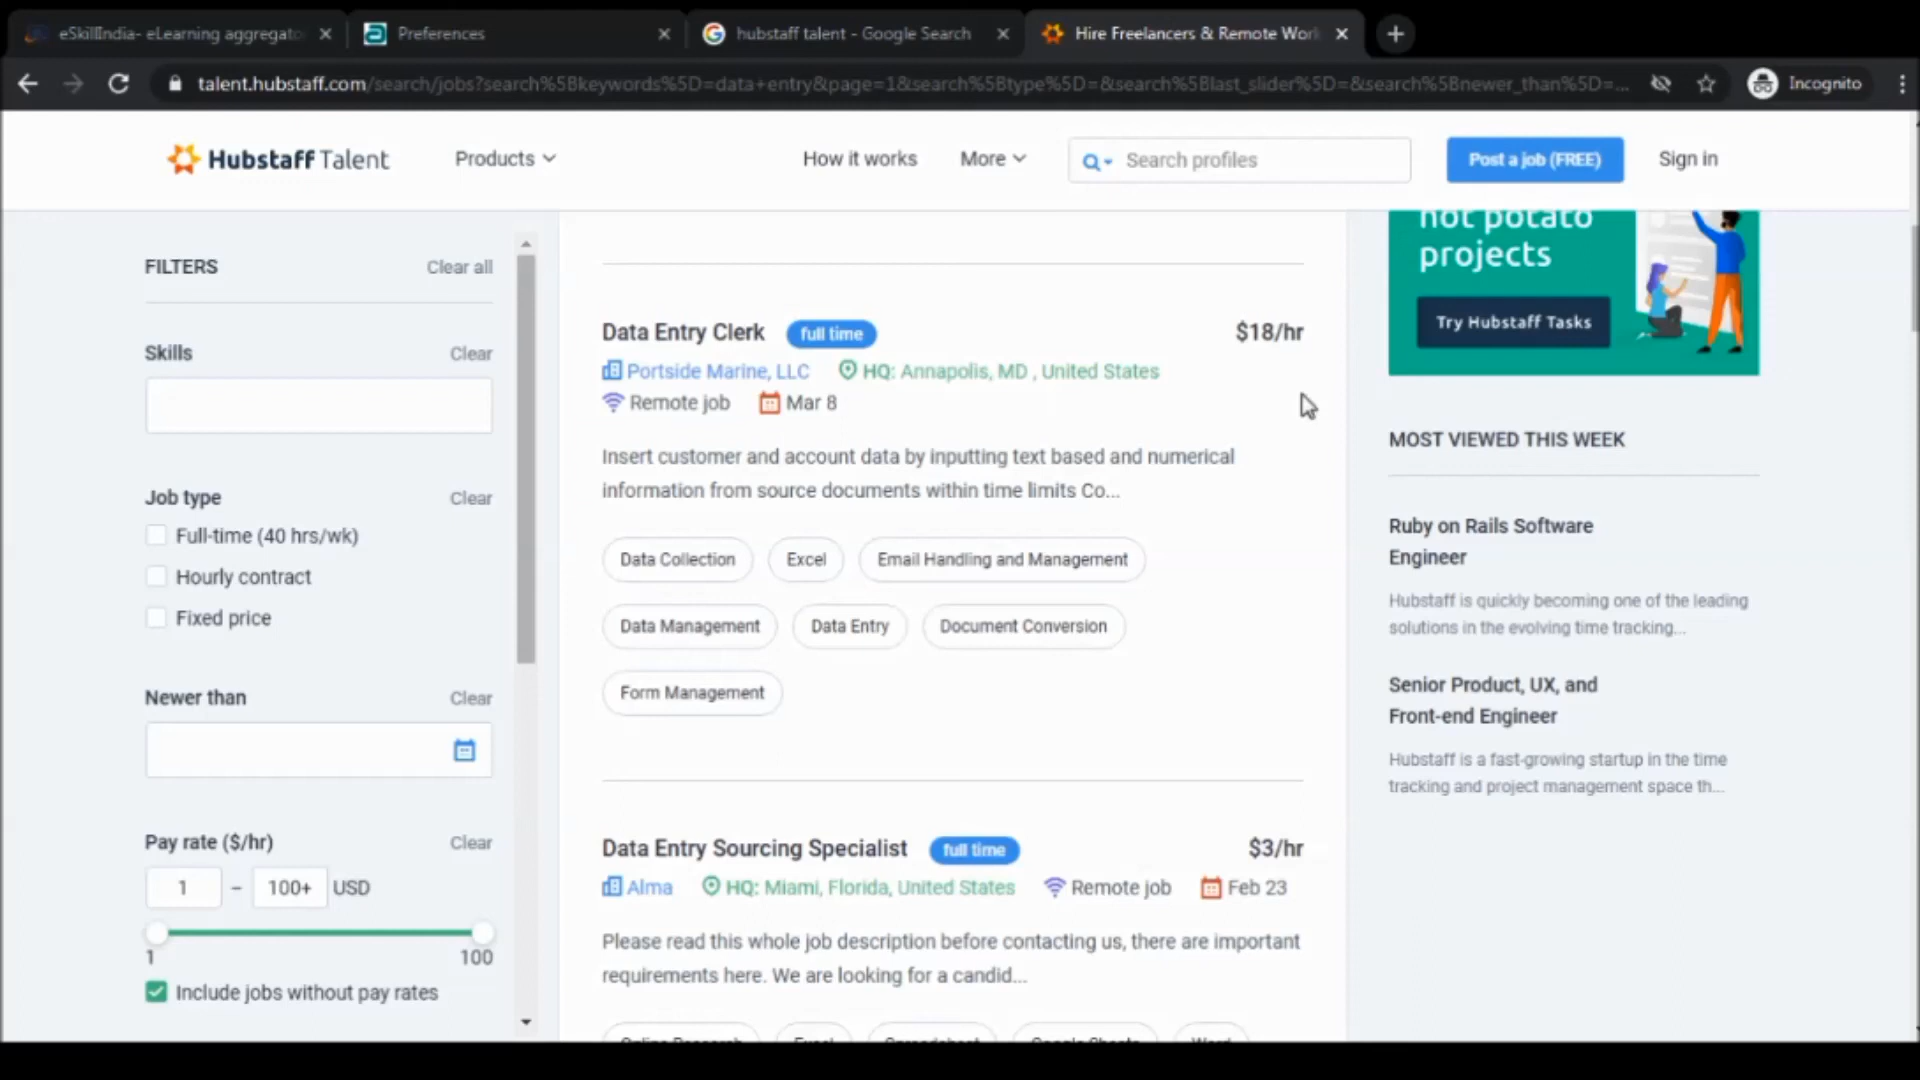 eSkillIndia- eLearning aggregato
Preferences
hubstaff talent - Google Search
Hire Freelancers & Remote Work
talent.hubstaff.com/search/jobs?search%5Bkeywords%5D=data+entry&page=1&search%5Btype%5D=&search%5Blast_slider%5D=&search%5Bnewer_than%5D=...
Incognito
Hubstaff Talent
Products
How it works
More
Search profiles
Post a job (FREE)
Sign in
FILTERS
Clear all
Skills
Clear
Job type
Clear
Full-time (40 hrs/wk)
Hourly contract
Fixed price
Newer than
Clear
Pay rate ($/hr)
Clear
1 – 100+ USD
1
100
Include jobs without pay rates
Data Entry Clerk full time $18/hr
Portside Marine, LLC HQ: Annapolis, MD , United States
Remote job Mar 8
Insert customer and account data by inputting text based and numerical
information from source documents within time limits Co...
Data Collection Excel Email Handling and Management
Data Management Data Entry Document Conversion
Form Management
Data Entry Sourcing Specialist full time $3/hr
Alma HQ: Miami, Florida, United States Remote job Feb 23
Please read this whole job description before contacting us, there are important
requirements here. We are looking for a candid...
Online Research Excel Spreadsheet Google Sheets Word
not potato
projects
Try Hubstaff Tasks
MOST VIEWED THIS WEEK
Ruby on Rails Software
Engineer
Hubstaff is quickly becoming one of the leading
solutions in the evolving time tracking...
Senior Product, UX, and
Front-end Engineer
Hubstaff is a fast-growing startup in the time
tracking and project management space th...